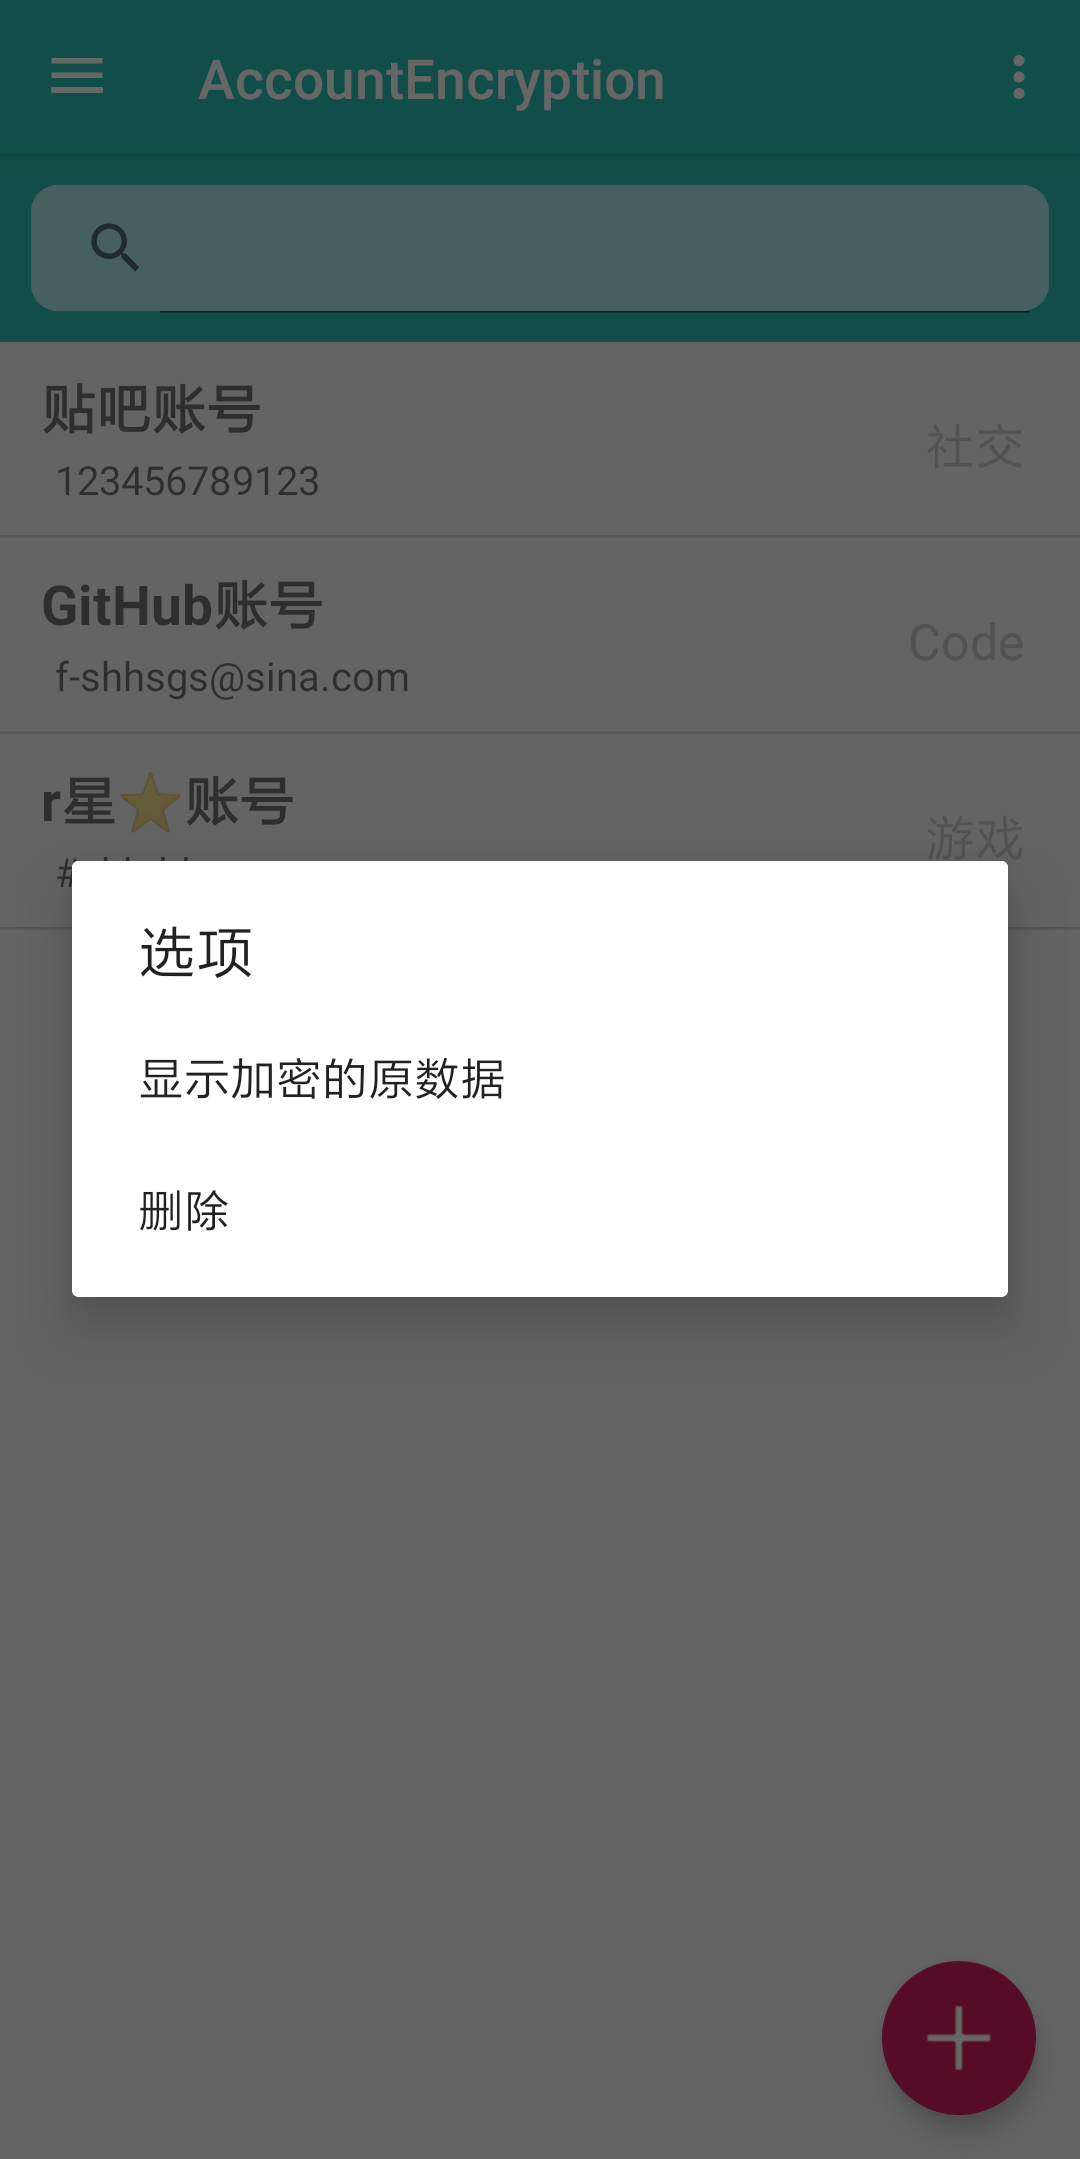 AccountEncryption
贴吧账号
社交
123456789123
GitHub账号
Code
f-shhsgs@sina.com
r星⭐账号
游戏
选项
显示加密的原数据
删除